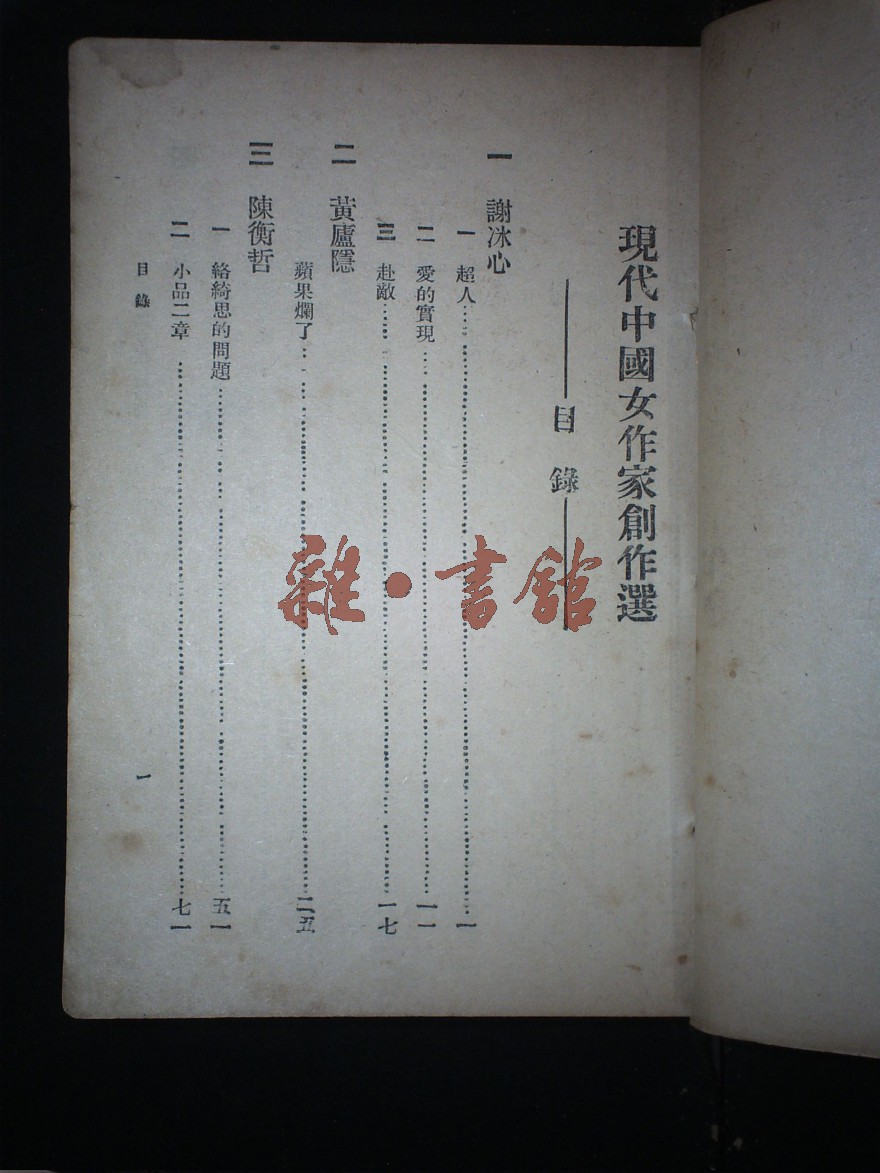 現代中國女作家創作選
目錄
一 謝冰心
一 超人 一
二 愛的實現 一一
三 赴敵 一七
二 黃廬隱
蘋果爛了 二五
三 陳衡哲
一 絡綺思的問題 五一
二 小品二章 七一
目錄 一
雜·書館